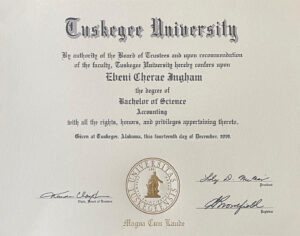 Tuskegee University
By authority of the Board of Trustees and upon recommendation
of the faculty, Tuskegee University hereby confers upon
Ebeni Cherae Ingham
the degree of
Bachelor of Science
Accounting
with all the rights, honors, and privileges appertaining thereto.
Given at Tuskegee, Alabama, this fourteenth day of December,
President
Registrar
Magna Cum Laude